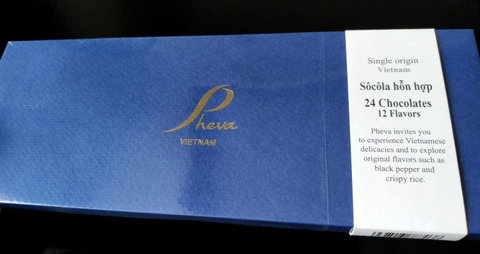 Pheva
VIETNAM
Single origin
Vietnam
Sôcôla hỗn hợp
24 Chocolates
12 Flavors
Pheva invites you
to experience Vietnamese
delicacies and to explore
original flavors such as
black pepper and
crispy rice.